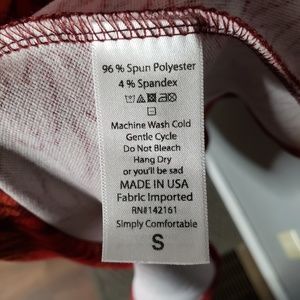 96 % Spun Polyester
4 % Spandex
Machine Wash Cold
Gentle Cycle
Do Not Bleach
Hang Dry
or you'll be sad
MADE IN USA
Fabric Imported
RN#142161
Simply Comfortable
S